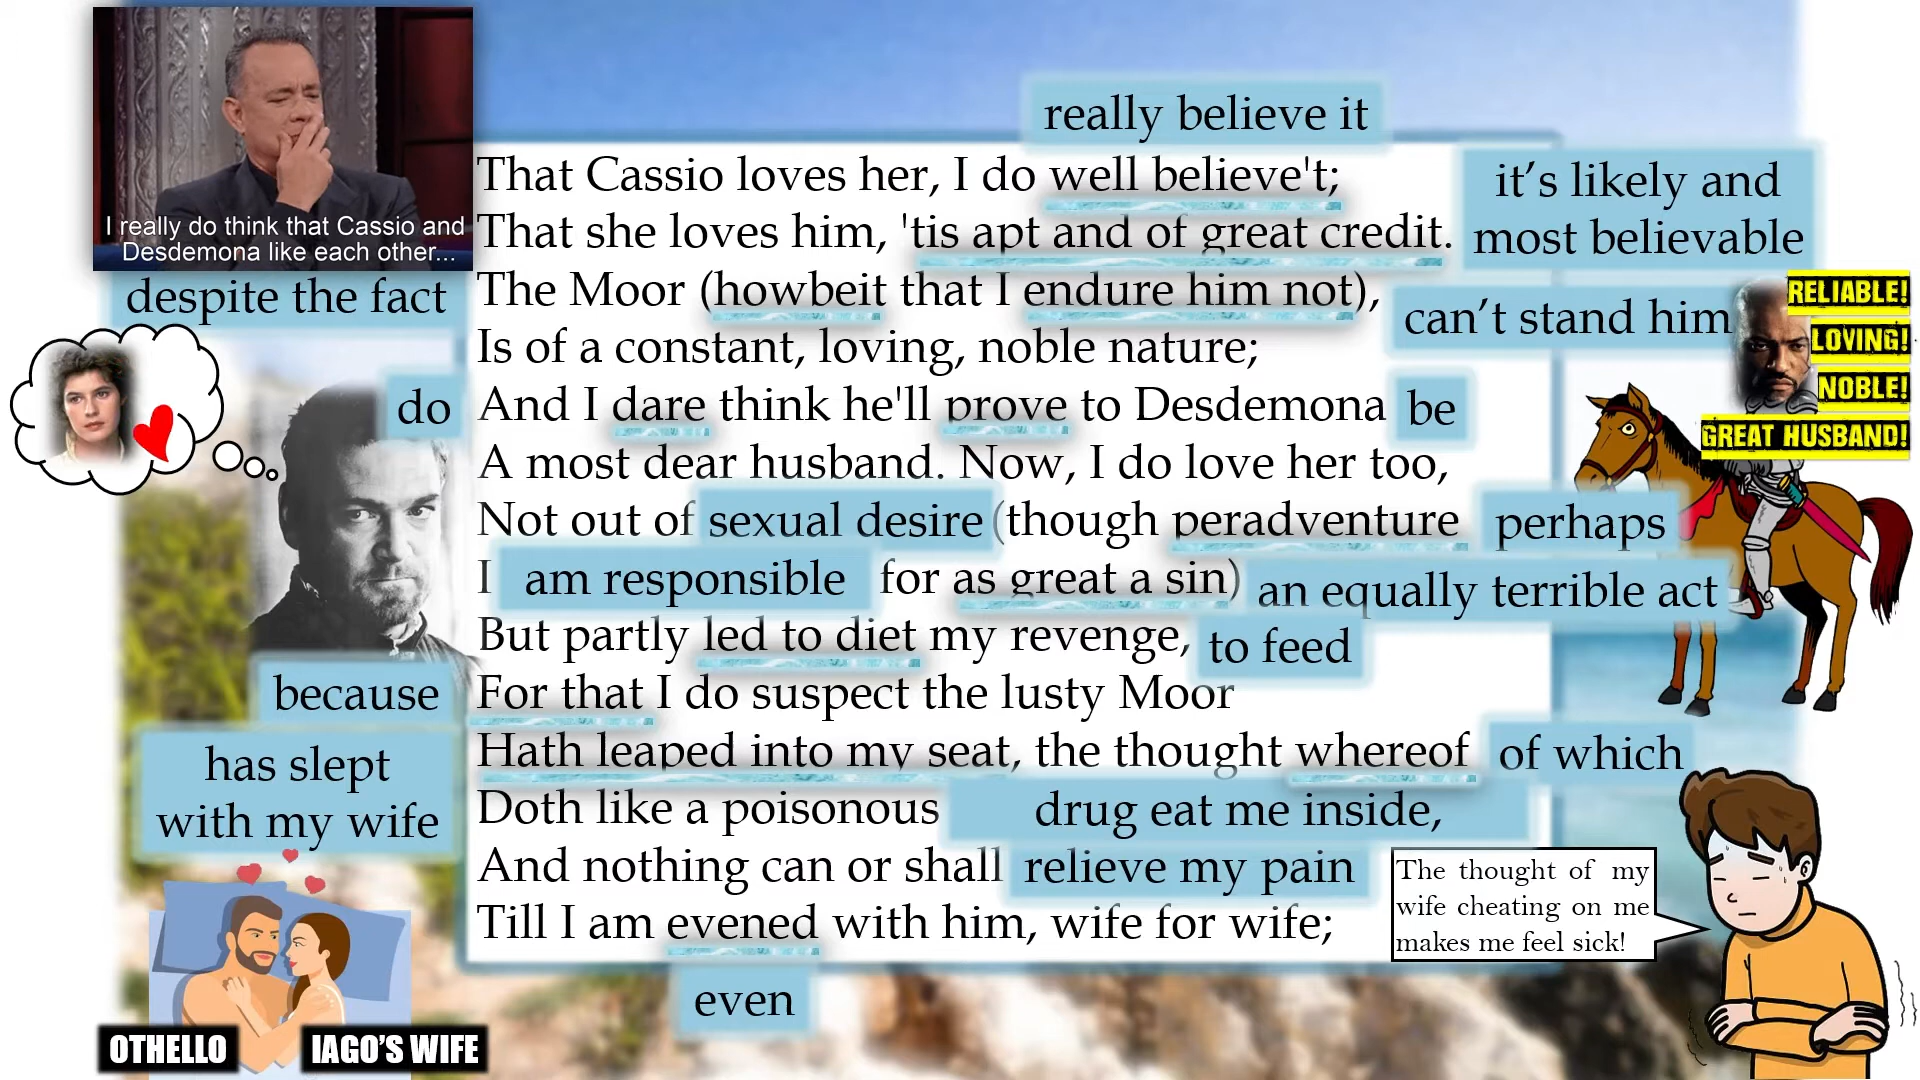 really believe it
I really do think that Cassio and
Desdemona like each other...
That Cassio loves her, I do well believe't;
it's likely and
most believable
That she loves him, 'tis apt and of great credit.
despite the fact
The Moor (howbeit that I endure him not),
can't stand him
RELIABLE!
LOVING!
NOBLE!
GREAT HUSBAND!
Is of a constant, loving, noble nature;
do
And I dare think he'll prove to Desdemona
be
A most dear husband. Now, I do love her too,
Not out of sexual desire (though peradventure
perhaps
I am responsible for as great a sin)
an equally terrible act
But partly led to diet my revenge,
to feed
because
For that I do suspect the lusty Moor
has slept
with my wife
Hath leaped into my seat, the thought whereof
of which
Doth like a poisonous drug eat me inside,
And nothing can or shall relieve my pain
The thought of my
wife cheating on me
makes me feel sick!
Till I am evened with him, wife for wife;
even
OTHELLO
IAGO'S WIFE